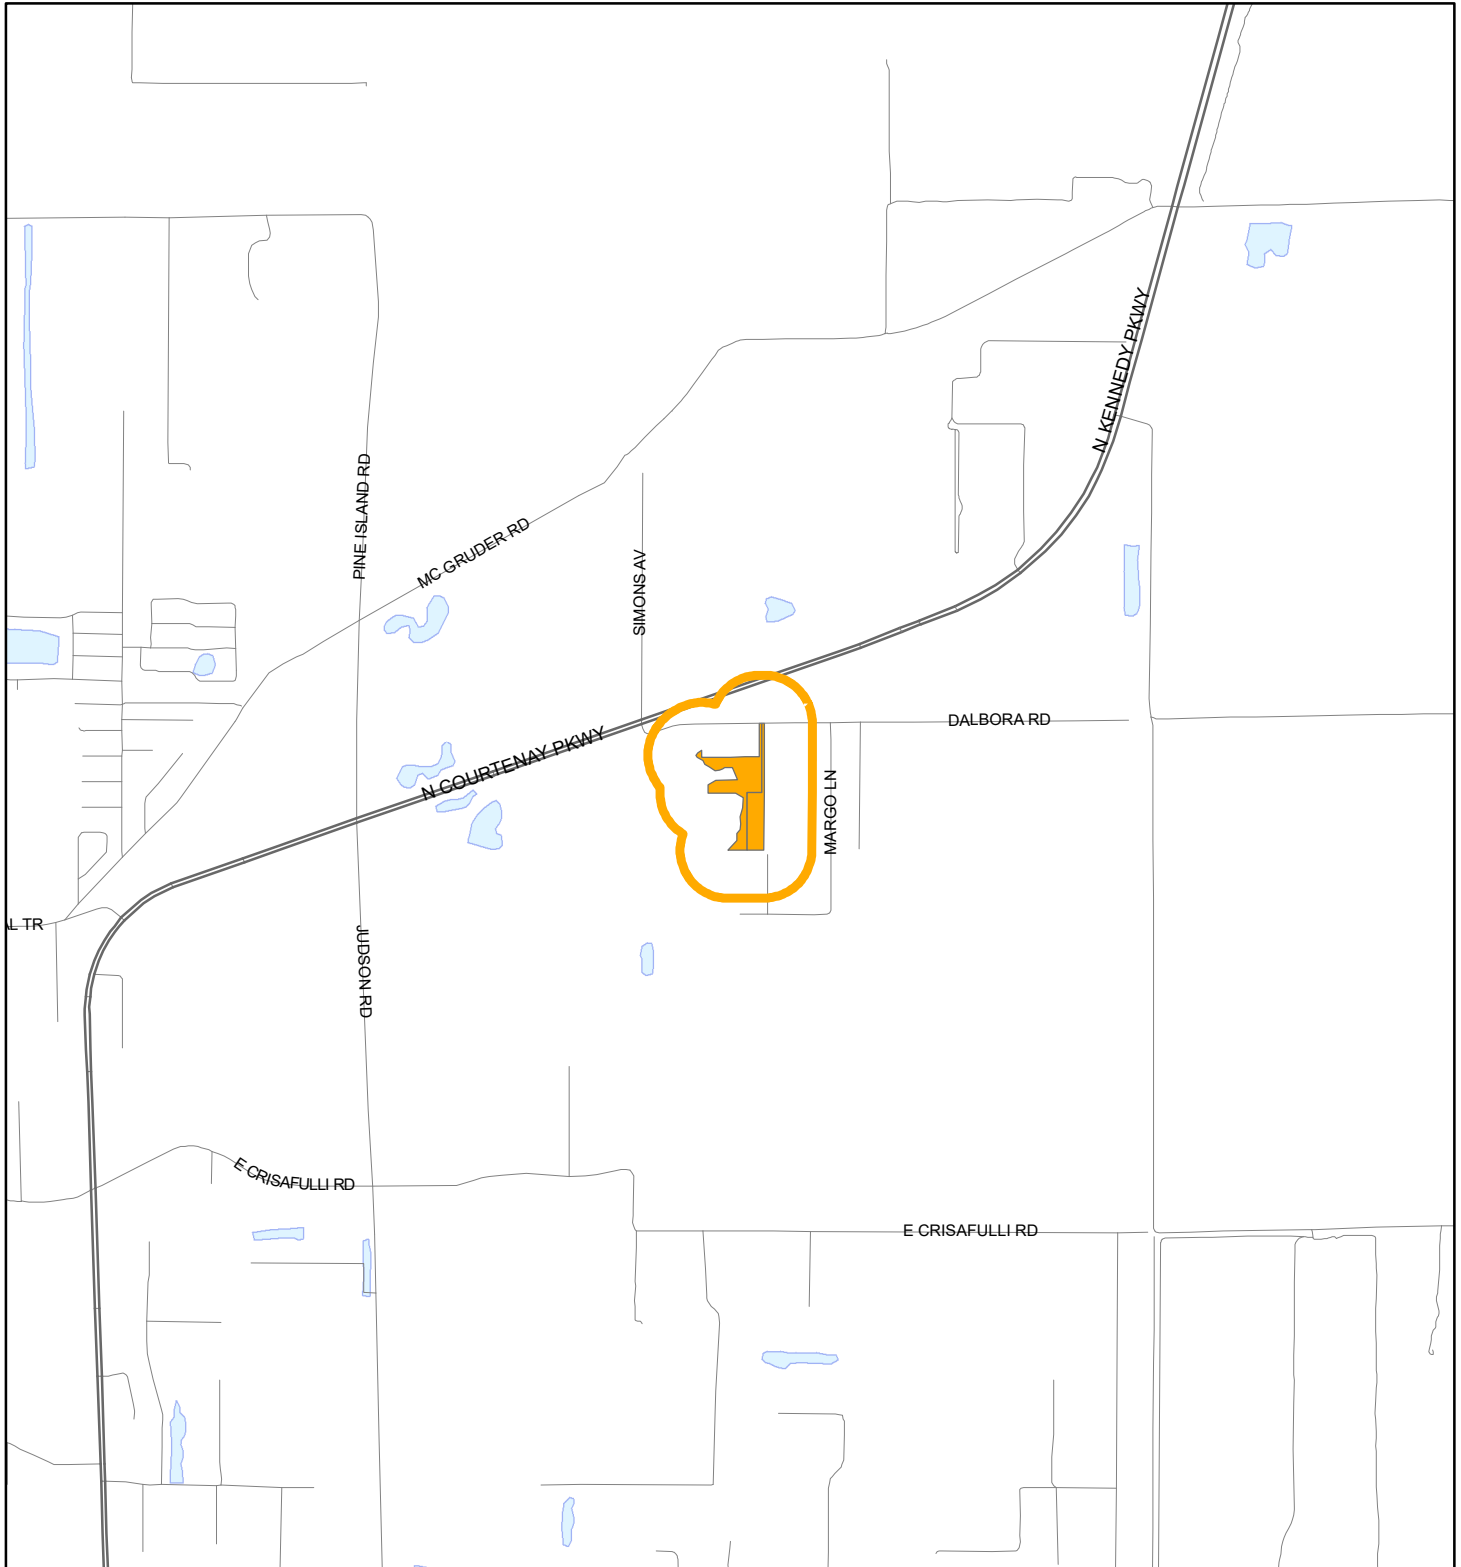 N KENNEDY PKWY
PINE ISLAND RD
MC GRUDER RD
SIMONS AV
DALBORA RD
N COURTENAY PKWY
MARGO LN
L TR
JUDSON RD
E CRISAFULLI RD
E CRISAFULLI RD